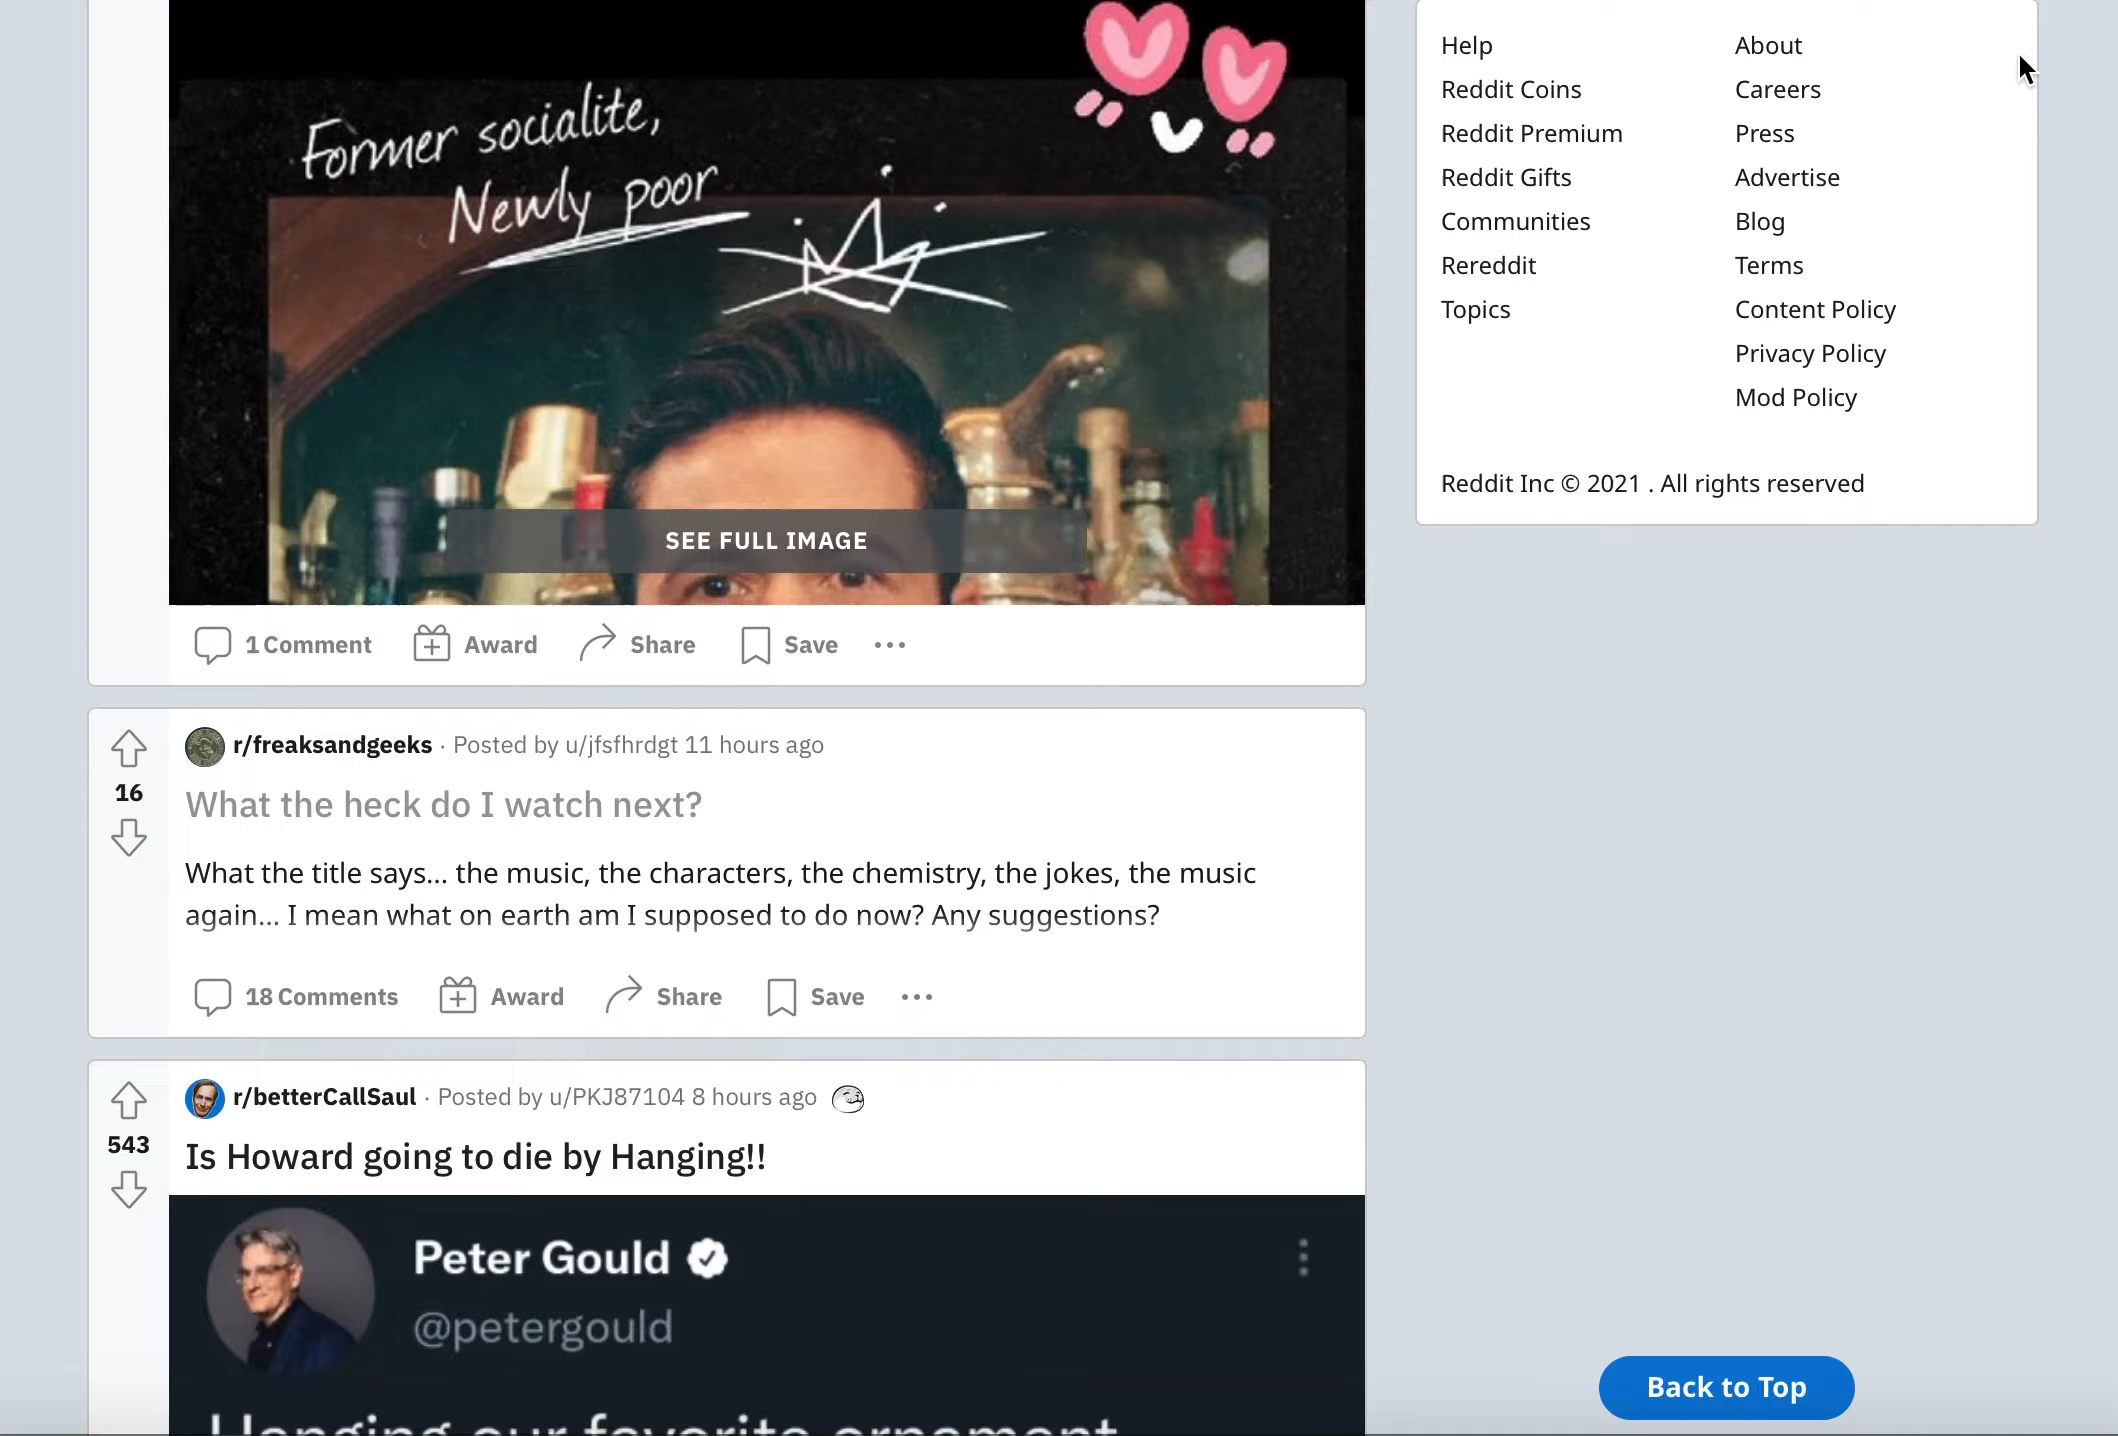 Former socialite,
Newly poor
SEE FULL IMAGE
1 Comment Award Share Save
r/freaksandgeeks · Posted by u/jfsfhrdgt 11 hours ago
16
What the heck do I watch next?
What the title says... the music, the characters, the chemistry, the jokes, the music
again... I mean what on earth am I supposed to do now? Any suggestions?
18 Comments Award Share Save
r/betterCallSaul · Posted by u/PKJ87104 8 hours ago
543
Is Howard going to die by Hanging!!
Peter Gould
@petergould
Hanging our favorite ornament
Help
Reddit Coins
Reddit Premium
Reddit Gifts
Communities
Rereddit
Topics
About
Careers
Press
Advertise
Blog
Terms
Content Policy
Privacy Policy
Mod Policy
Reddit Inc © 2021 . All rights reserved
Back to Top